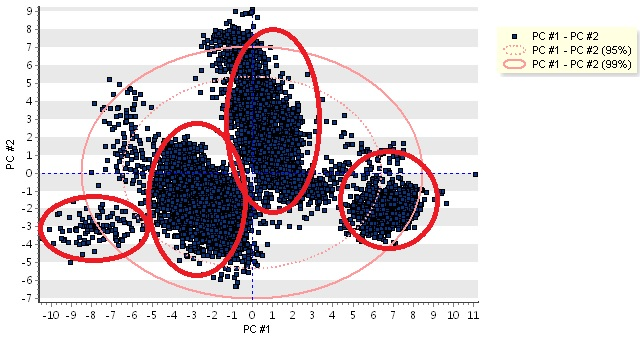 9
8
7
6
5
4
3
2
1
0
-1
-2
-3
-4
-5
-6
-7
PC #2
-10 -9 -8 -7 -6 -5 -4 -3 -2 -1 0 1 2 3 4 5 6 7 8 9 10 11
PC #1
PC #1 - PC #2
PC #1 - PC #2 (95%)
PC #1 - PC #2 (99%)